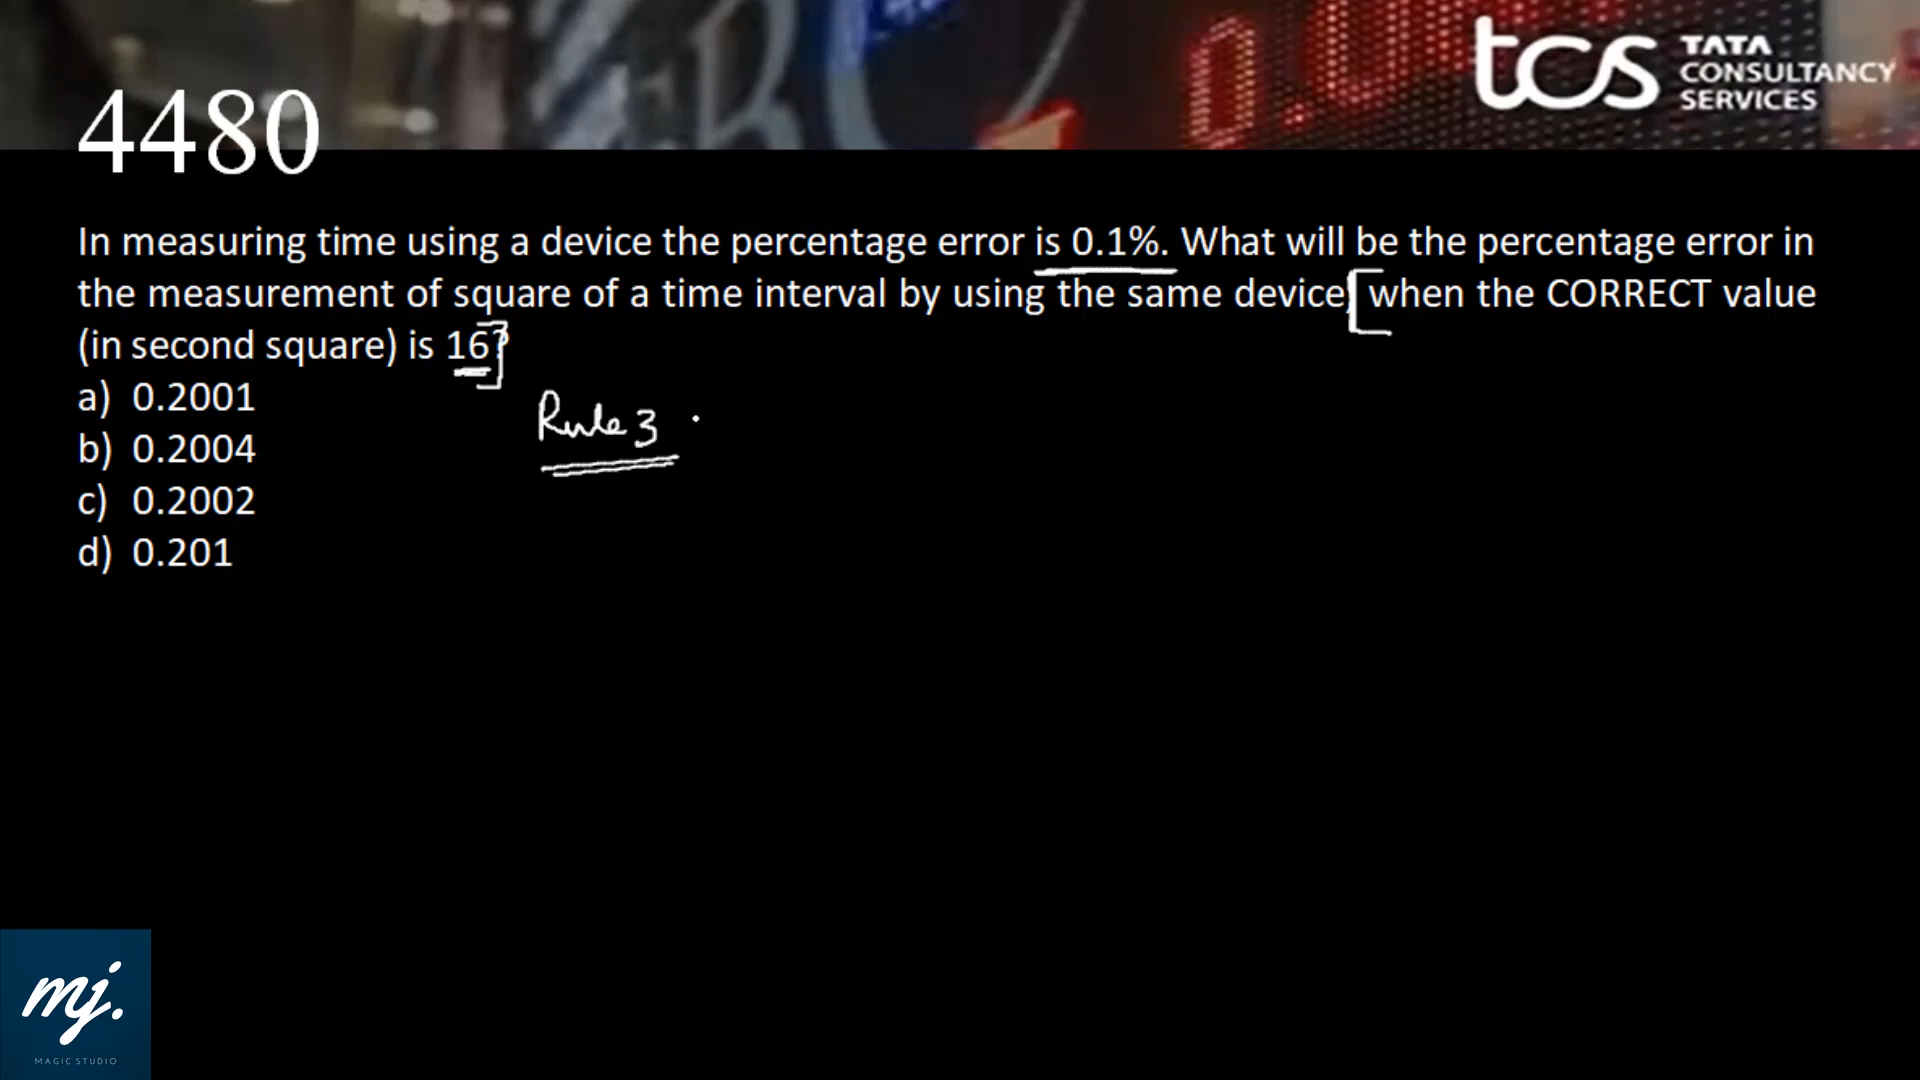 tcs TATA
CONSULTANCY
SERVICES
4480
In measuring time using a device the percentage error is 0.1%. What will be the percentage error in
the measurement of square of a time interval by using the same device, when the CORRECT value
(in second square) is 16?
a) 0.2001
b) 0.2004
c) 0.2002
d) 0.201
Rule 3
mj.
MAGIC STUDIO